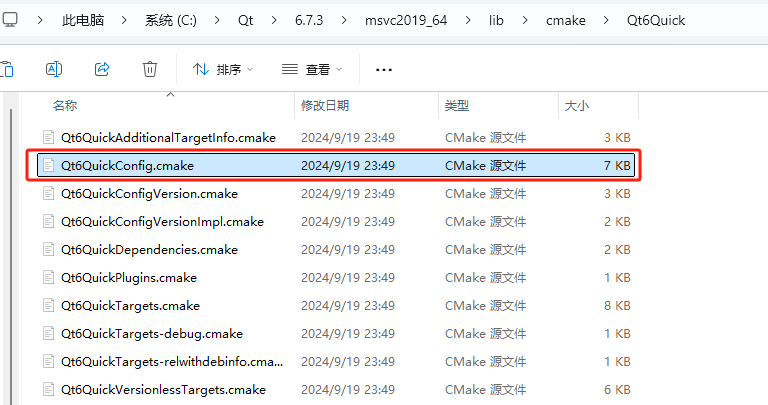 此电脑 > 系统 (C:) > Qt > 6.7.3 > msvc2019_64 > lib > cmake > Qt6Quick
排序 查看 ...
名称 修改日期 类型 大小
Qt6QuickAdditionalTargetInfo.cmake 2024/9/19 23:49 CMake 源文件 3 KB
Qt6QuickConfig.cmake 2024/9/19 23:49 CMake 源文件 7 KB
Qt6QuickConfigVersion.cmake 2024/9/19 23:49 CMake 源文件 3 KB
Qt6QuickConfigVersionImpl.cmake 2024/9/19 23:49 CMake 源文件 2 KB
Qt6QuickDependencies.cmake 2024/9/19 23:49 CMake 源文件 2 KB
Qt6QuickPlugins.cmake 2024/9/19 23:49 CMake 源文件 1 KB
Qt6QuickTargets.cmake 2024/9/19 23:49 CMake 源文件 8 KB
Qt6QuickTargets-debug.cmake 2024/9/19 23:49 CMake 源文件 1 KB
Qt6QuickTargets-relwithdebinfo.cma... 2024/9/19 23:49 CMake 源文件 1 KB
Qt6QuickVersionlessTargets.cmake 2024/9/19 23:49 CMake 源文件 6 KB